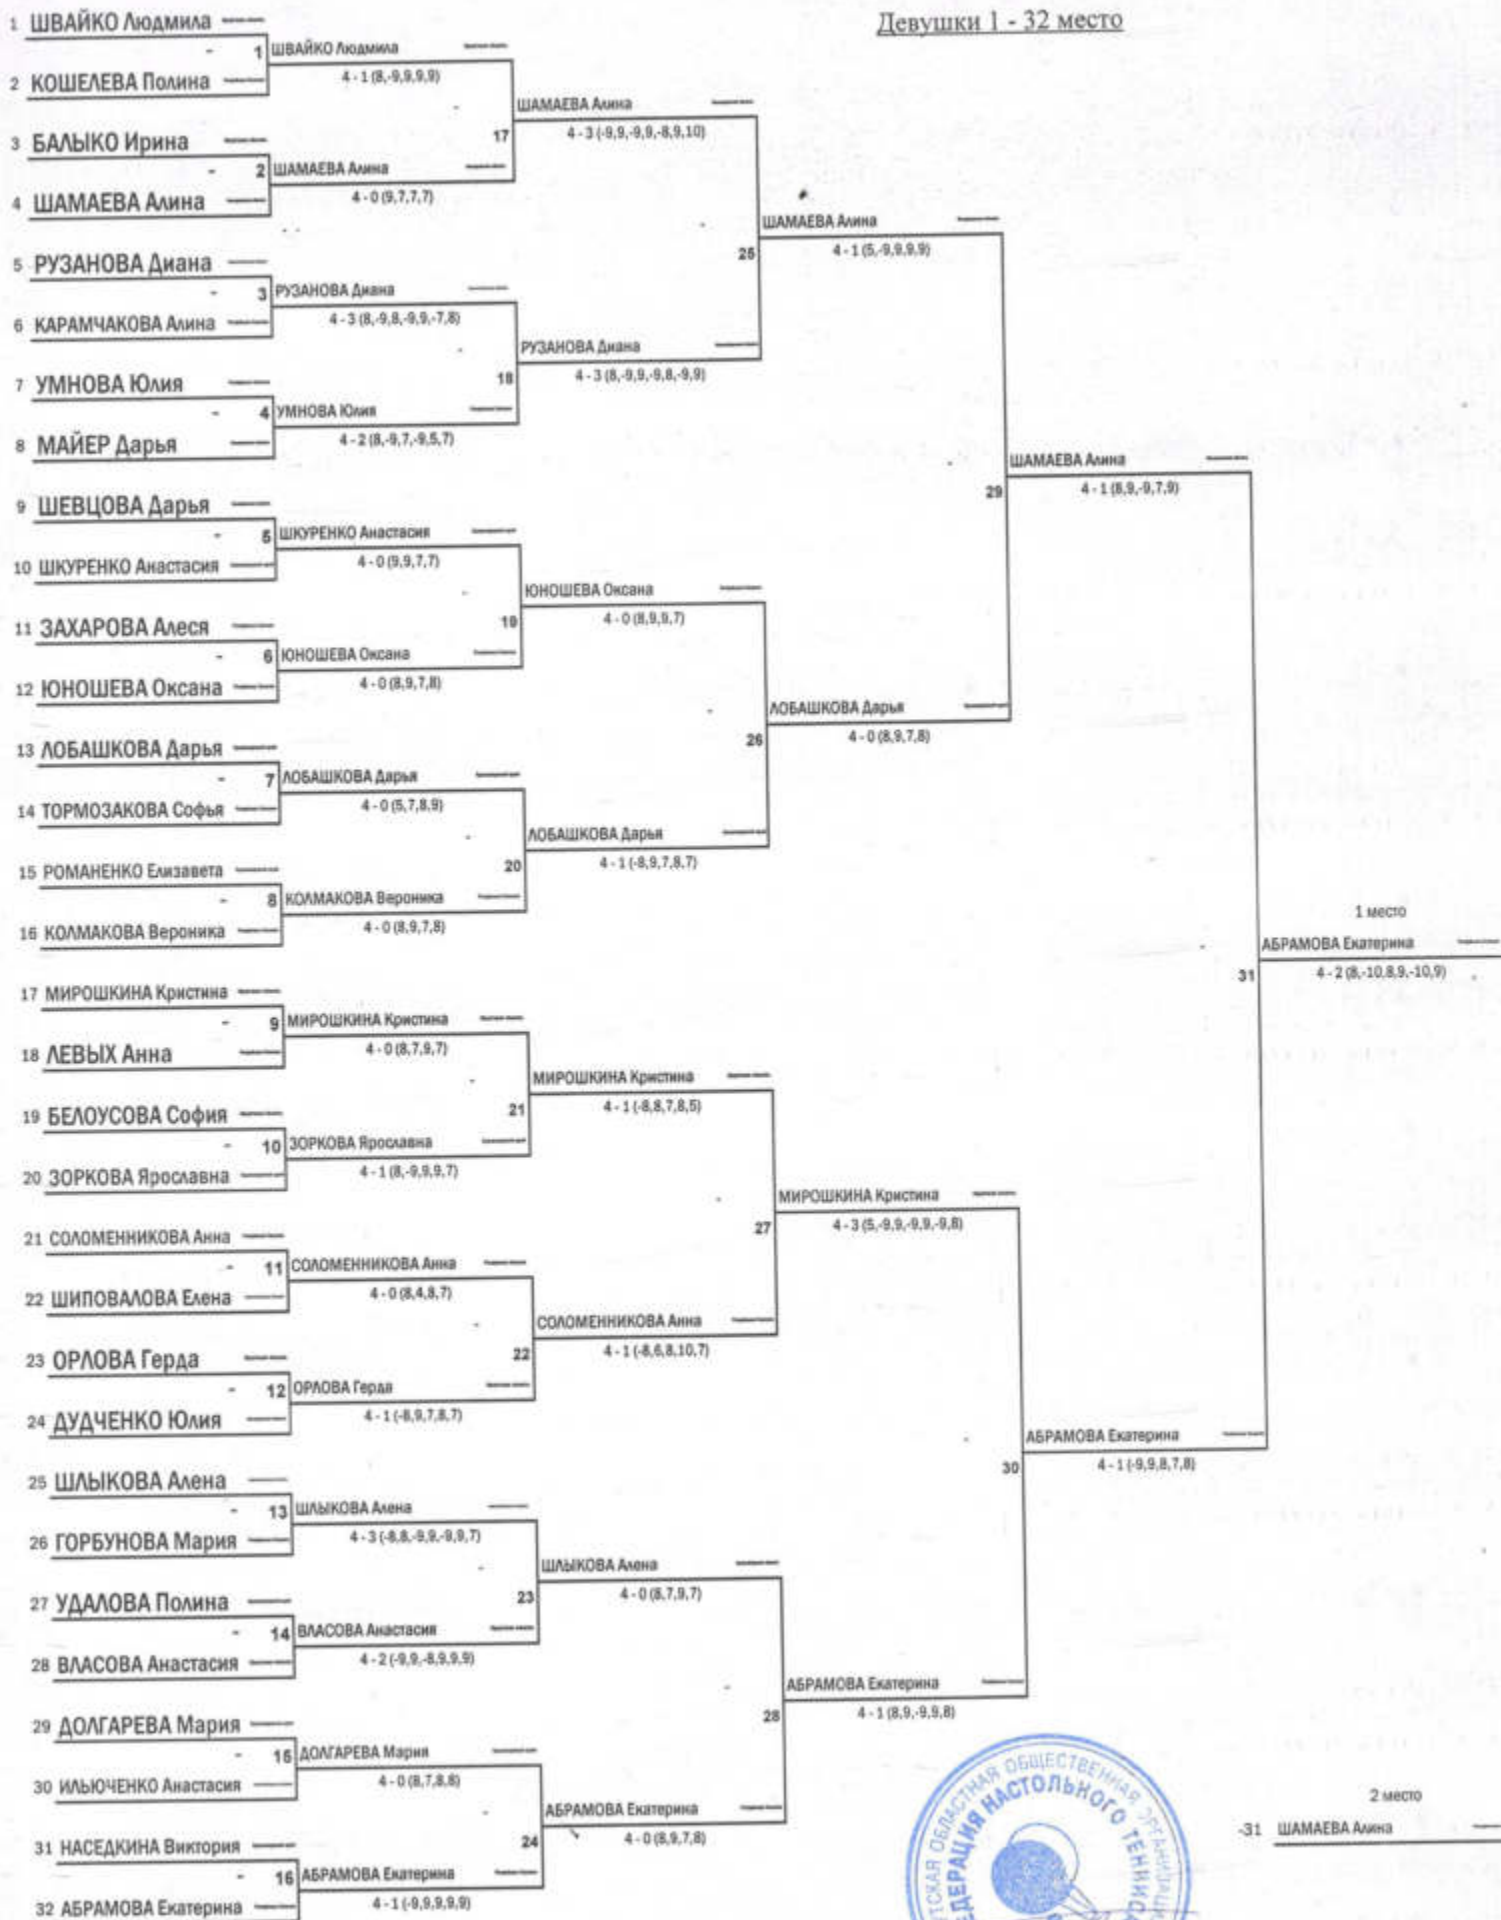 Девушки 1 - 32 место
1 ШВАЙКО Людмила
- 1 ШВАЙКО Людмила
2 КОШЕЛЕВА Полина
4 - 1 (8,-9,9,9,9)
ШАМАЕВА Алина
17
4 - 3 (-9,9,-9,9,-8,9,10)
3 БАЛЫКО Ирина
- 2 ШАМАЕВА Алина
4 ШАМАЕВА Алина
4 - 0 (9,7,7,7)
ШАМАЕВА Алина
25
4 - 1 (5,-9,9,9,9)
5 РУЗАНОВА Диана
- 3 РУЗАНОВА Диана
6 КАРАМЧАКОВА Алина
4 - 3 (8,-9,8,-9,9,-7,8)
РУЗАНОВА Диана
18
4 - 3 (8,-9,9,-9,8,-9,9)
7 УМНОВА Юлия
- 4 УМНОВА Юлия
8 МАЙЕР Дарья
4 - 2 (8,-9,7,-9,5,7)
ШАМАЕВА Алина
29
4 - 1 (8,9,-9,7,9)
9 ШЕВЦОВА Дарья
- 5 ШКУРЕНКО Анастасия
10 ШКУРЕНКО Анастасия
4 - 0 (9,9,7,7)
ЮНОШЕВА Оксана
19
4 - 0 (8,9,9,7)
11 ЗАХАРОВА Алеся
- 6 ЮНОШЕВА Оксана
12 ЮНОШЕВА Оксана
4 - 0 (8,9,7,8)
ЛОБАШКОВА Дарья
26
4 - 0 (8,9,7,8)
13 ЛОБАШКОВА Дарья
- 7 ЛОБАШКОВА Дарья
14 ТОРМОЗАКОВА Софья
4 - 0 (5,7,8,9)
ЛОБАШКОВА Дарья
20
4 - 1 (-8,9,7,8,7)
15 РОМАНЕНКО Елизавета
- 8 КОЛМАКОВА Вероника
16 КОЛМАКОВА Вероника
4 - 0 (8,9,7,8)
1 место
АБРАМОВА Екатерина
31
4 - 2 (8,-10,8,9,-10,9)
17 МИРОШКИНА Кристина
- 9 МИРОШКИНА Кристина
18 ЛЕВЫХ Анна
4 - 0 (8,7,9,7)
МИРОШКИНА Кристина
21
4 - 1 (-8,8,7,8,5)
19 БЕЛОУСОВА София
- 10 ЗОРКОВА Ярославна
20 ЗОРКОВА Ярославна
4 - 1 (8,-9,9,9,7)
МИРОШКИНА Кристина
27
4 - 3 (5,-9,9,-9,9,-9,8)
21 СОЛОМЕННИКОВА Анна
- 11 СОЛОМЕННИКОВА Анна
22 ШИПОВАЛОВА Елена
4 - 0 (8,4,8,7)
СОЛОМЕННИКОВА Анна
22
4 - 1 (-8,6,8,10,7)
23 ОРЛОВА Герда
- 12 ОРЛОВА Герда
24 ДУДЧЕНКО Юлия
4 - 1 (-8,9,7,8,7)
АБРАМОВА Екатерина
30
4 - 1 (-9,9,8,7,8)
25 ШЛЫКОВА Алена
- 13 ШЛЫКОВА Алена
26 ГОРБУНОВА Мария
4 - 3 (-8,8,-9,9,-9,9,7)
ШЛЫКОВА Алена
23
4 - 0 (8,7,9,7)
27 УДАЛОВА Полина
- 14 ВЛАСОВА Анастасия
28 ВЛАСОВА Анастасия
4 - 2 (-9,9,-8,9,9,9)
АБРАМОВА Екатерина
28
4 - 1 (8,9,-9,9,8)
29 ДОЛГАРЕВА Мария
- 15 ДОЛГАРЕВА Мария
30 ИЛЬЮЧЕНКО Анастасия
4 - 0 (8,7,8,8)
АБРАМОВА Екатерина
24
4 - 0 (8,9,7,8)
31 НАСЕДКИНА Виктория
- 16 АБРАМОВА Екатерина
32 АБРАМОВА Екатерина
4 - 1 (-9,9,9,9,9)
2 место
-31 ШАМАЕВА Алина
ОБЛАСТНАЯ ОБЩЕСТВЕННАЯ
НАСТОЛЬНОГО ТЕННИСА